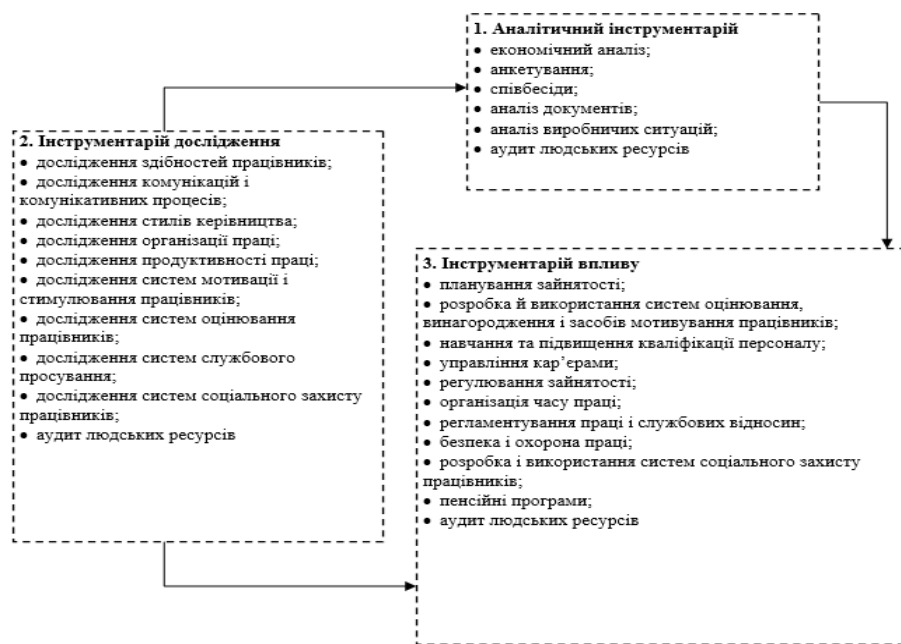 1. Аналітичний інструментарій
• економічний аналіз;
• анкетування;
• співбесіди;
• аналіз документів;
• аналіз виробничих ситуацій;
• аудит людських ресурсів
2. Інструментарій дослідження
• дослідження здібностей працівників;
• дослідження комунікацій і
комунікативних процесів;
• дослідження стилів керівництва;
• дослідження організації праці;
• дослідження продуктивності праці;
• дослідження систем мотивації і
стимулювання працівників;
• дослідження систем оцінювання
працівників;
• дослідження систем службового
просування;
• дослідження систем соціального захисту
працівників;
• аудит людських ресурсів
3. Інструментарій впливу
• планування зайнятості;
• розробка й використання систем оцінювання,
винагородження і засобів мотивування працівників;
• навчання та підвищення кваліфікації персоналу;
• управління кар’єрами;
• регулювання зайнятості;
• організація часу праці;
• регламентування праці і службових відносин;
• безпека і охорона праці;
• розробка і використання систем соціального захисту
працівників;
• пенсійні програми;
• аудит людських ресурсів